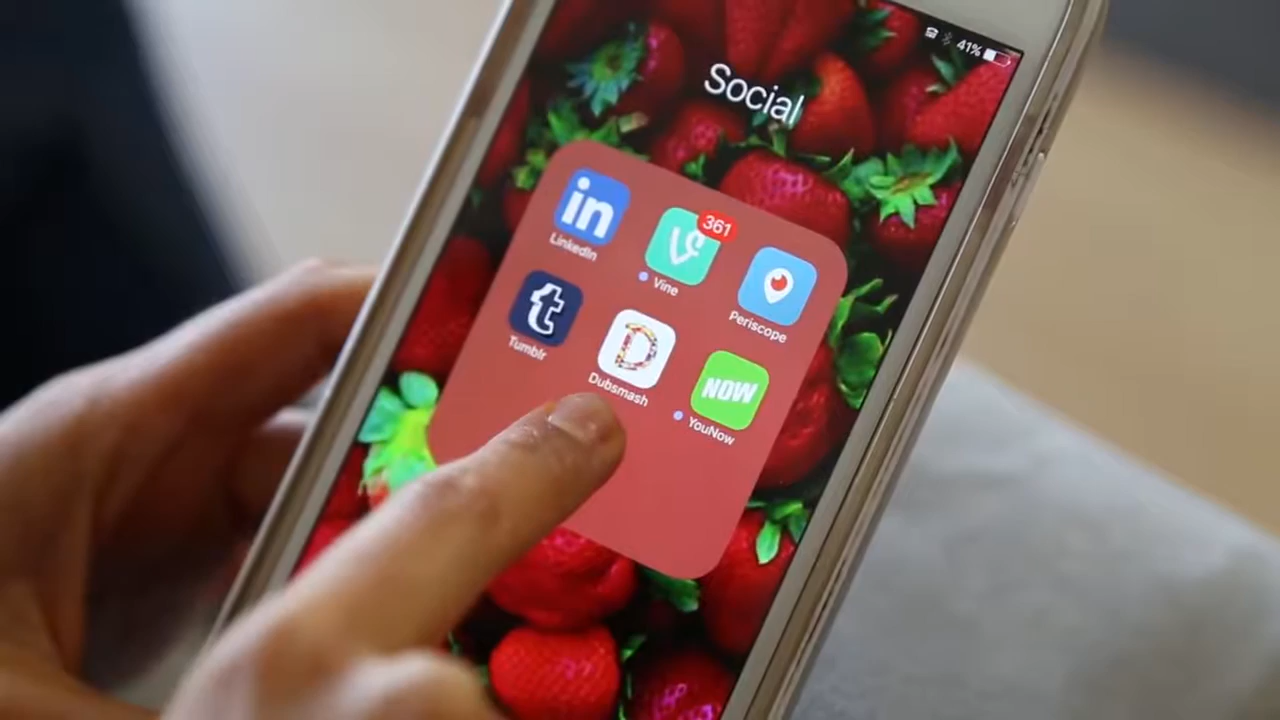 41%
Social
in
LinkedIn
361
Vine
Periscope
t
Tumblr
D
Dubsmash
NOW
YouNow